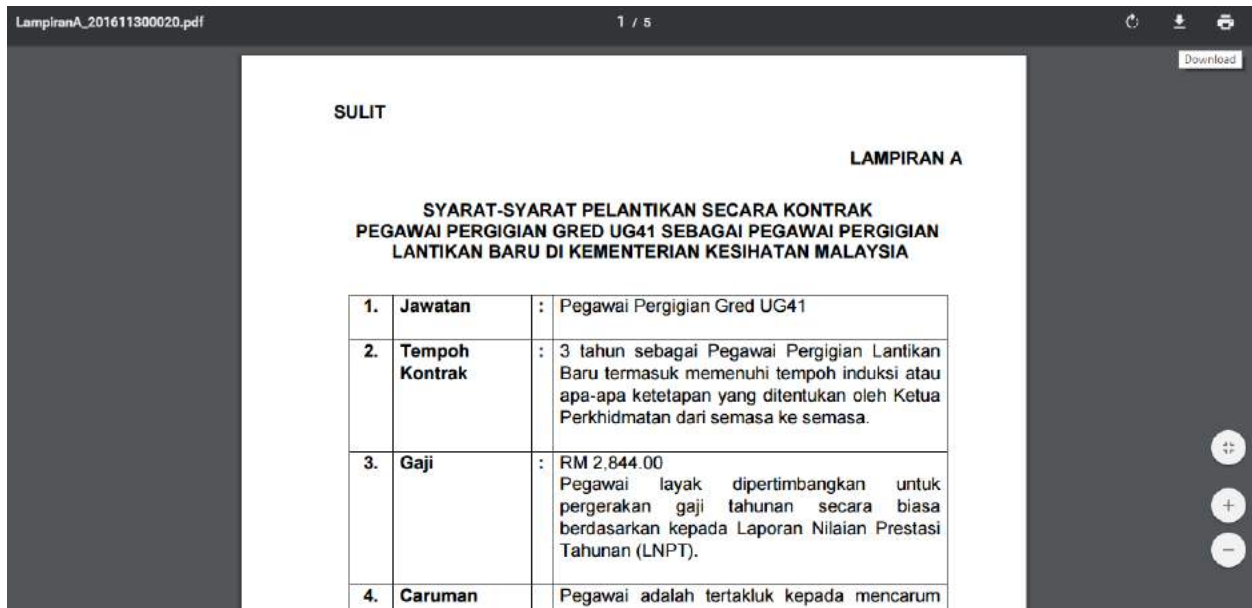 LampiranA_201611300020.pdf
1 / 5
Download
SULIT
LAMPIRAN A
SYARAT-SYARAT PELANTIKAN SECARA KONTRAK
PEGAWAI PERGIGIAN GRED UG41 SEBAGAI PEGAWAI PERGIGIAN
LANTIKAN BARU DI KEMENTERIAN KESIHATAN MALAYSIA
1. Jawatan : Pegawai Pergigian Gred UG41
2. Tempoh : 3 tahun sebagai Pegawai Pergigian Lantikan
Kontrak Baru termasuk memenuhi tempoh induksi atau
apa-apa ketetapan yang ditentukan oleh Ketua
Perkhidmatan dari semasa ke semasa.
3. Gaji : RM 2,844.00
Pegawai layak dipertimbangkan untuk
pergerakan gaji tahunan secara biasa
berdasarkan kepada Laporan Nilaian Prestasi
Tahunan (LNPT).
4. Caruman Pegawai adalah tertakluk kepada mencarum